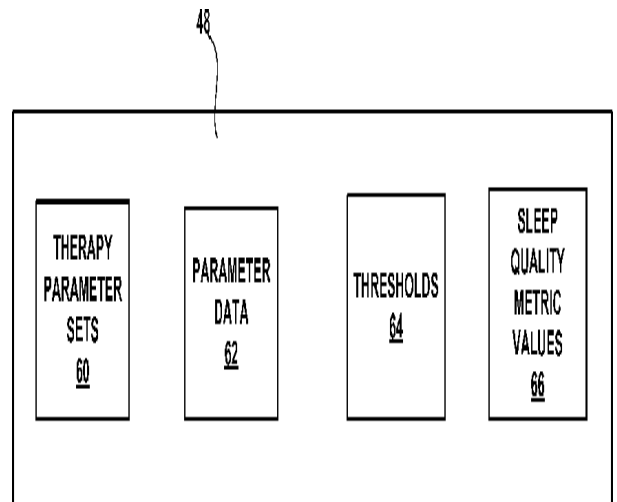 48
THERAPY
PARAMETER
SETS
60
PARAMETER
DATA
62
THRESHOLDS
64
SLEEP
QUALITY
METRIC
VALUES
66